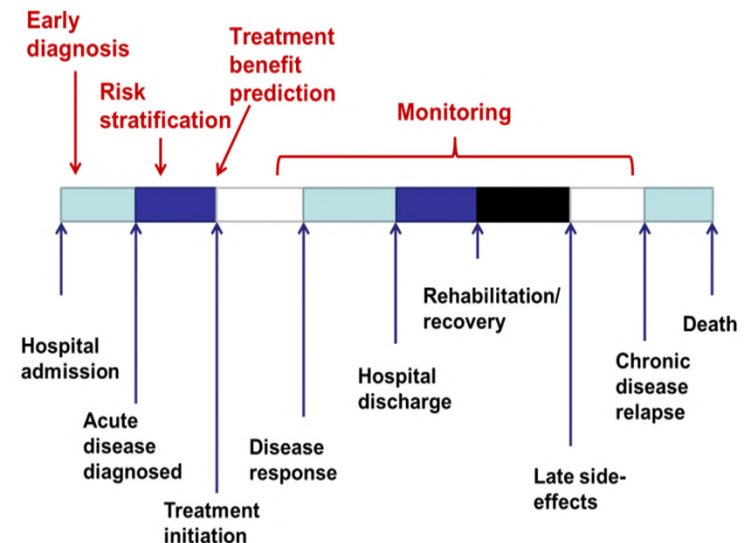 Early
diagnosis
Risk
stratification
Treatment
benefit
prediction
Monitoring
Hospital
admission
Acute
disease
diagnosed
Treatment
initiation
Disease
response
Hospital
discharge
Rehabilitation/
recovery
Late side-
effects
Chronic
disease
relapse
Death